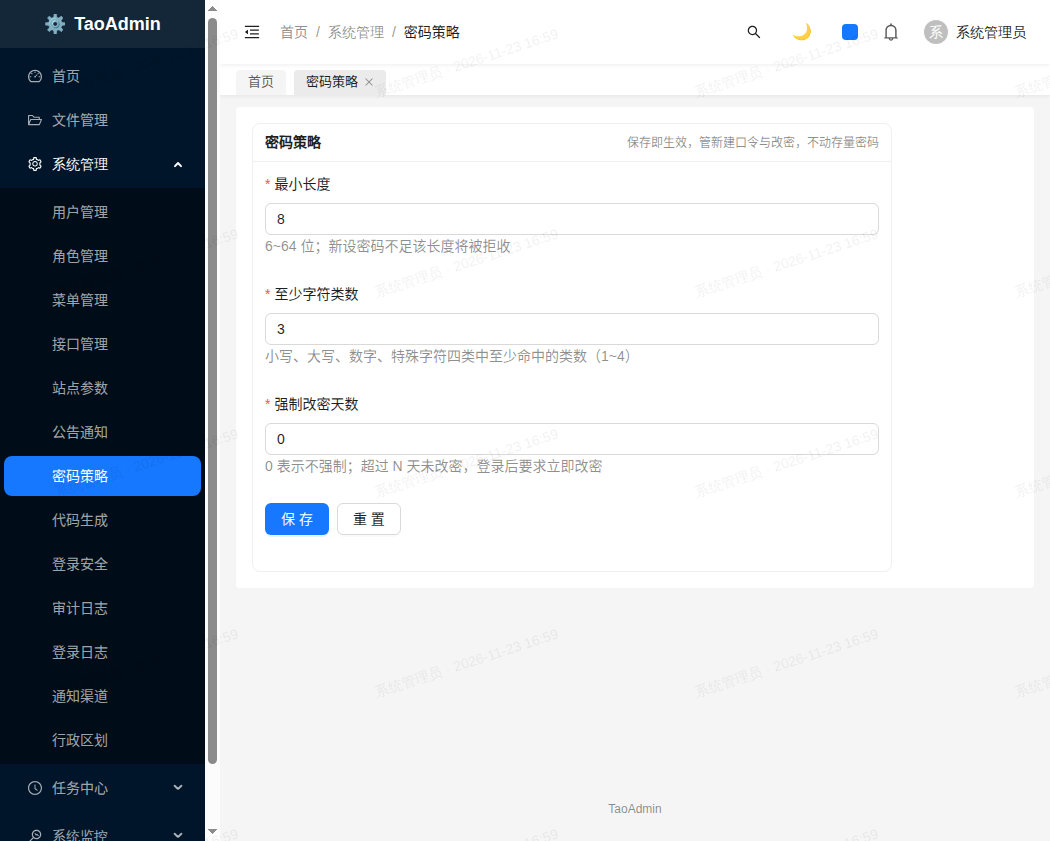 TaoAdmin
首页
文件管理
系统管理
用户管理
角色管理
菜单管理
接口管理
站点参数
公告通知
密码策略
代码生成
登录安全
审计日志
登录日志
通知渠道
行政区划
任务中心
系统监控
首页 / 系统管理 / 密码策略
系 系统管理员
首页 密码策略
密码策略 保存即生效，管新建口令与改密，不动存量密码
* 最小长度
8
6~64 位；新设密码不足该长度将被拒收
* 至少字符类数
3
小写、大写、数字、特殊字符四类中至少命中的类数（1~4）
* 强制改密天数
0
0 表示不强制；超过 N 天未改密，登录后要求立即改密
保 存 重 置
系统管理员 2026-11-23 16:59
TaoAdmin